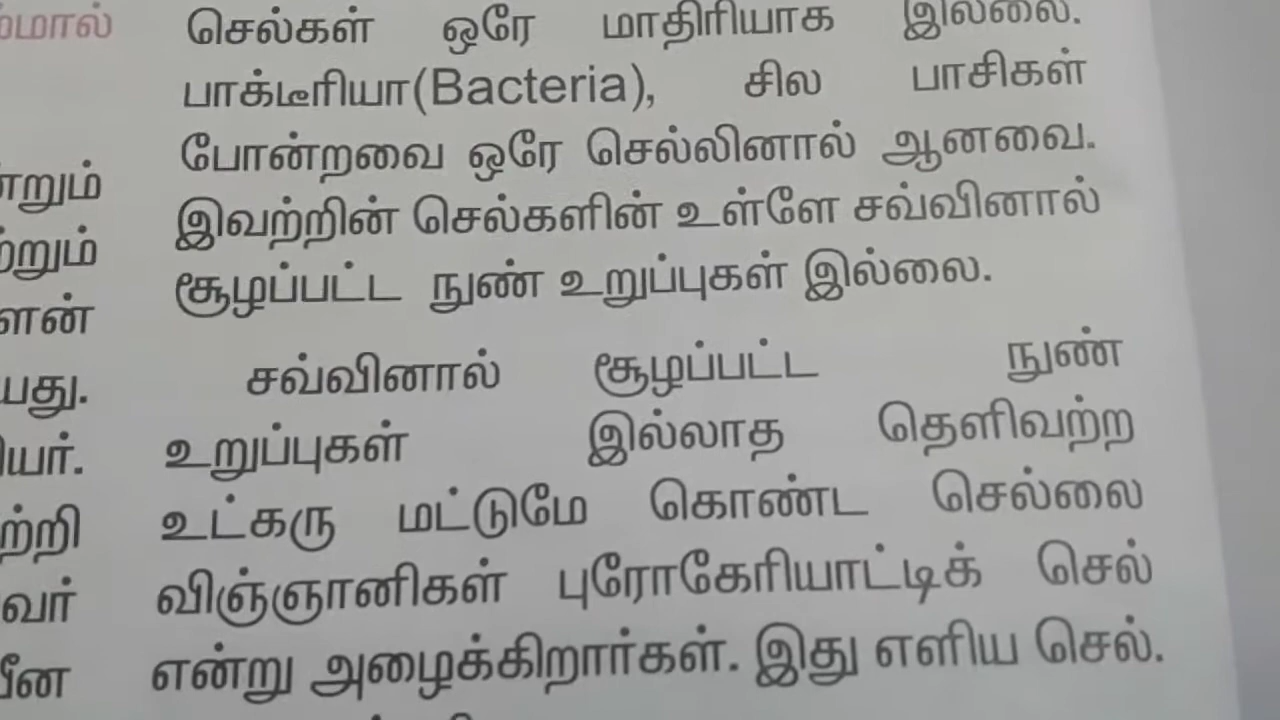 செல்கள் ஒரே மாதிரியாக இல்லை.
பாக்டீரியா(Bacteria), சில பாசிகள்
போன்றவை ஒரே செல்லினால் ஆனவை.
இவற்றின் செல்களின் உள்ளே சவ்வினால்
சூழப்பட்ட நுண் உறுப்புகள் இல்லை.
சவ்வினால் சூழப்பட்ட நுண்
உறுப்புகள் இல்லாத தெளிவற்ற
உட்கரு மட்டுமே கொண்ட செல்லை
விஞ்ஞானிகள் புரோகேரியாட்டிக் செல்
என்று அழைக்கிறார்கள். இது எளிய செல்.